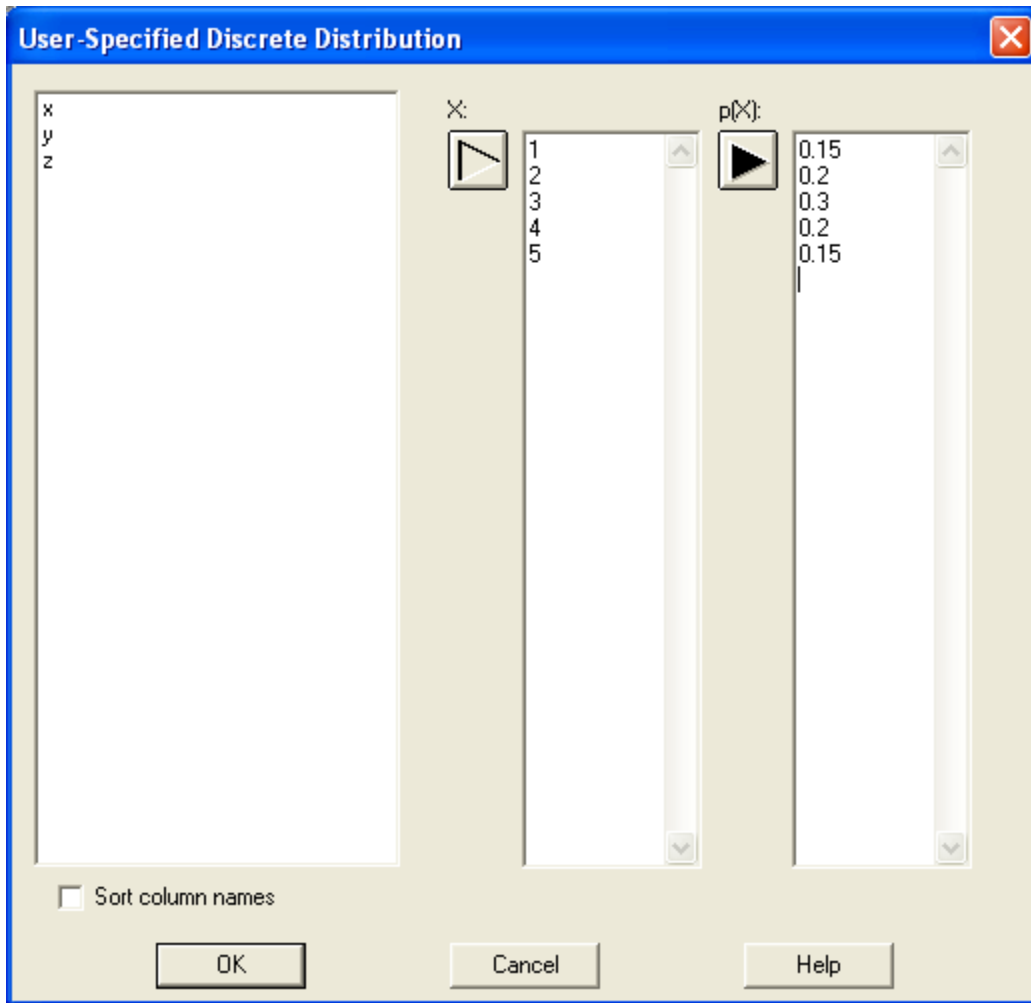 User-Specified Discrete Distribution
x
y
z
X:
1
2
3
4
5
p(X):
0.15
0.2
0.3
0.2
0.15
Sort column names
OK
Cancel
Help